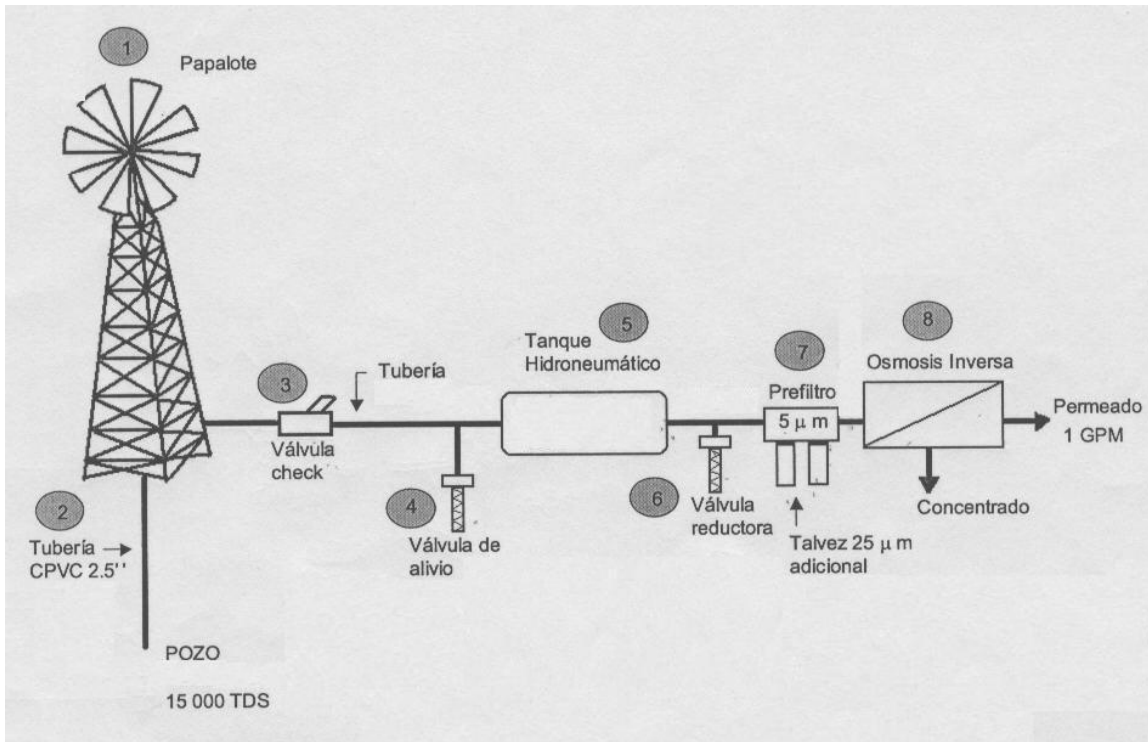 1
Papalote
5
Tanque
Hidroneumático
8
Osmosis Inversa
7
Prefiltro
5 μ m
3
Tubería
Válvula
check
Permeado
1 GPM
Concentrado
4
Válvula de
alivio
6
Válvula
reductora
Talvez 25 μ m
adicional
2
Tubería
CPVC 2.5''
POZO
15 000 TDS